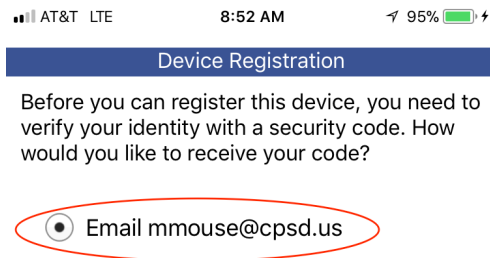 AT&T LTE 8:52 AM 95%
Device Registration
Before you can register this device, you need to
verify your identity with a security code. How
would you like to receive your code?
Email mmouse@cpsd.us